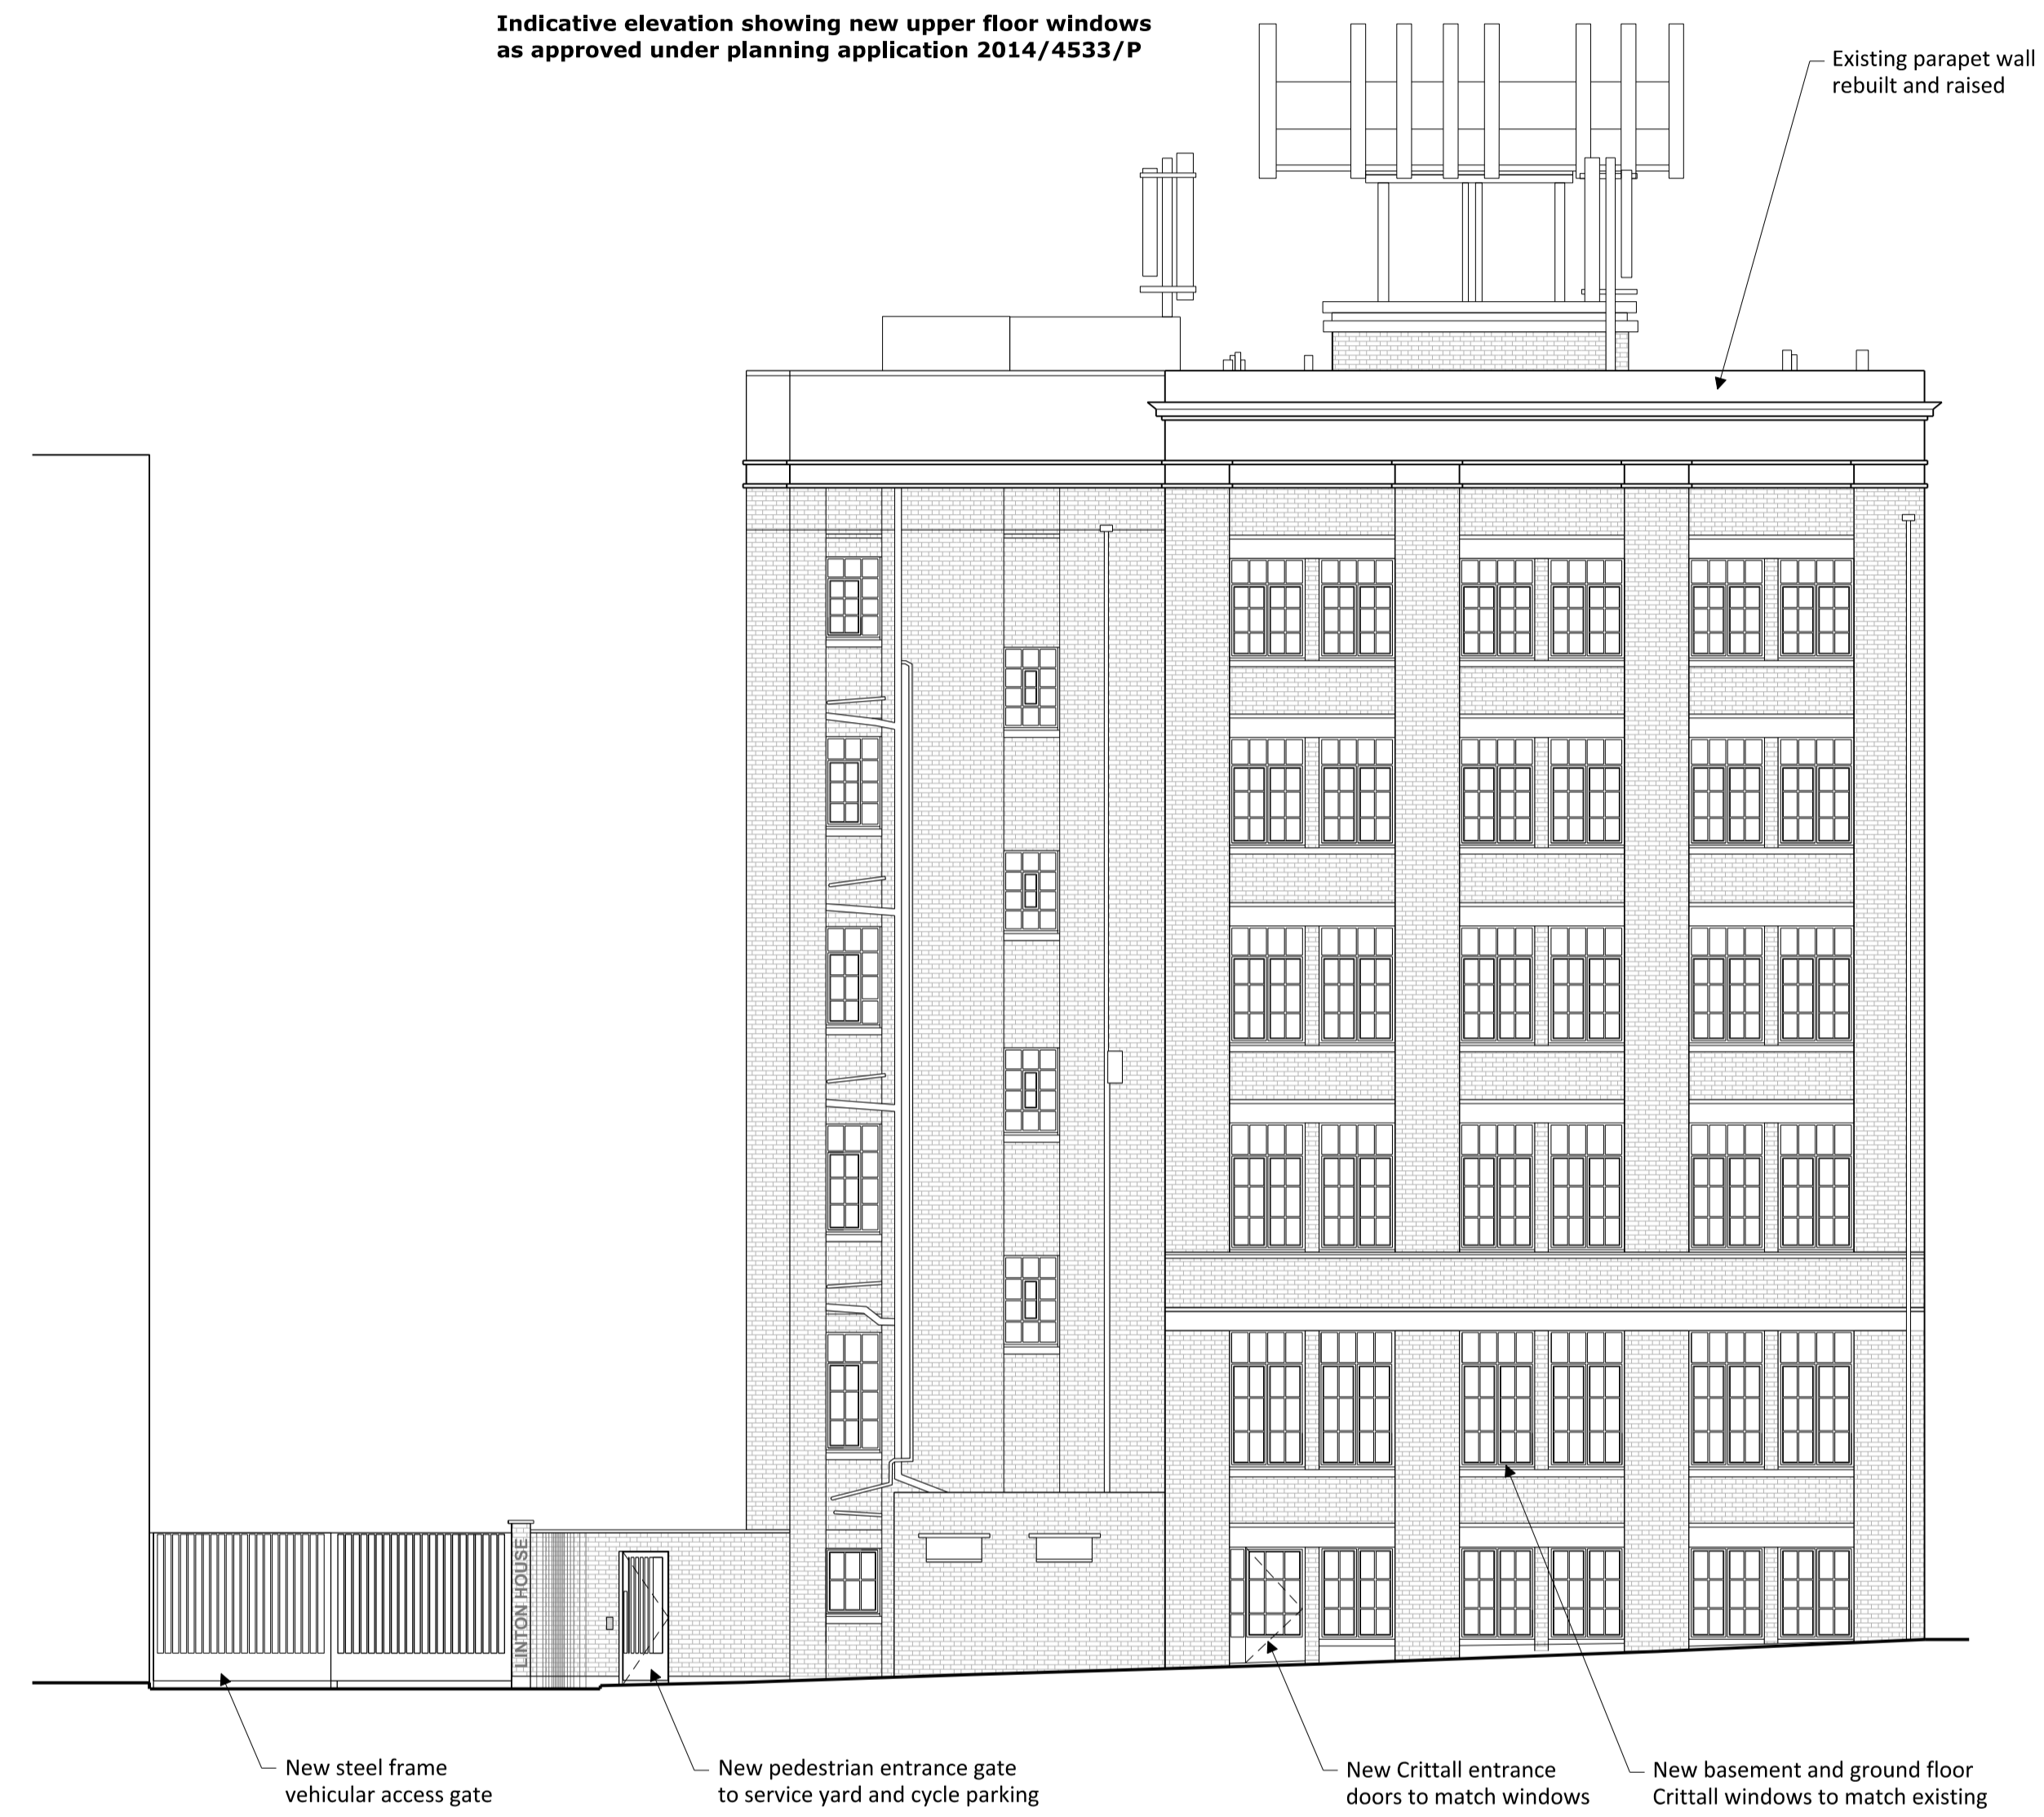 Indicative elevation showing new upper floor windows
as approved under planning application 2014/4533/P
Existing parapet wall
rebuilt and raised
LINTON HOUSE
New steel frame
vehicular access gate
New pedestrian entrance gate
to service yard and cycle parking
New Crittall entrance
doors to match windows
New basement and ground floor
Crittall windows to match existing